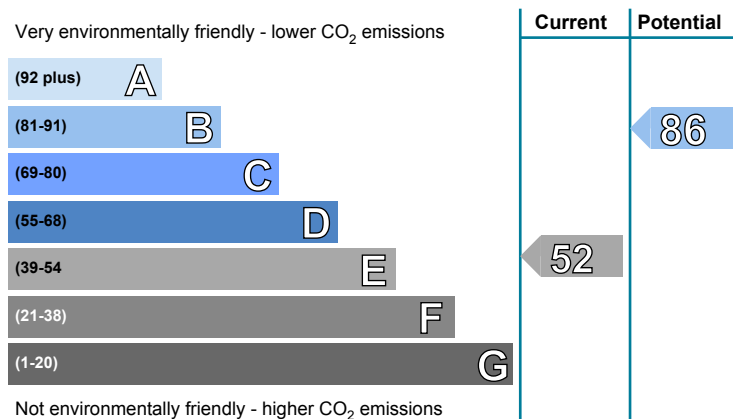 Current Potential
Very environmentally friendly - lower CO₂ emissions
(92 plus) A
(81-91) B
86
(69-80) C
(55-68) D
(39-54 E
52
(21-38) F
(1-20) G
Not environmentally friendly - higher CO₂ emissions